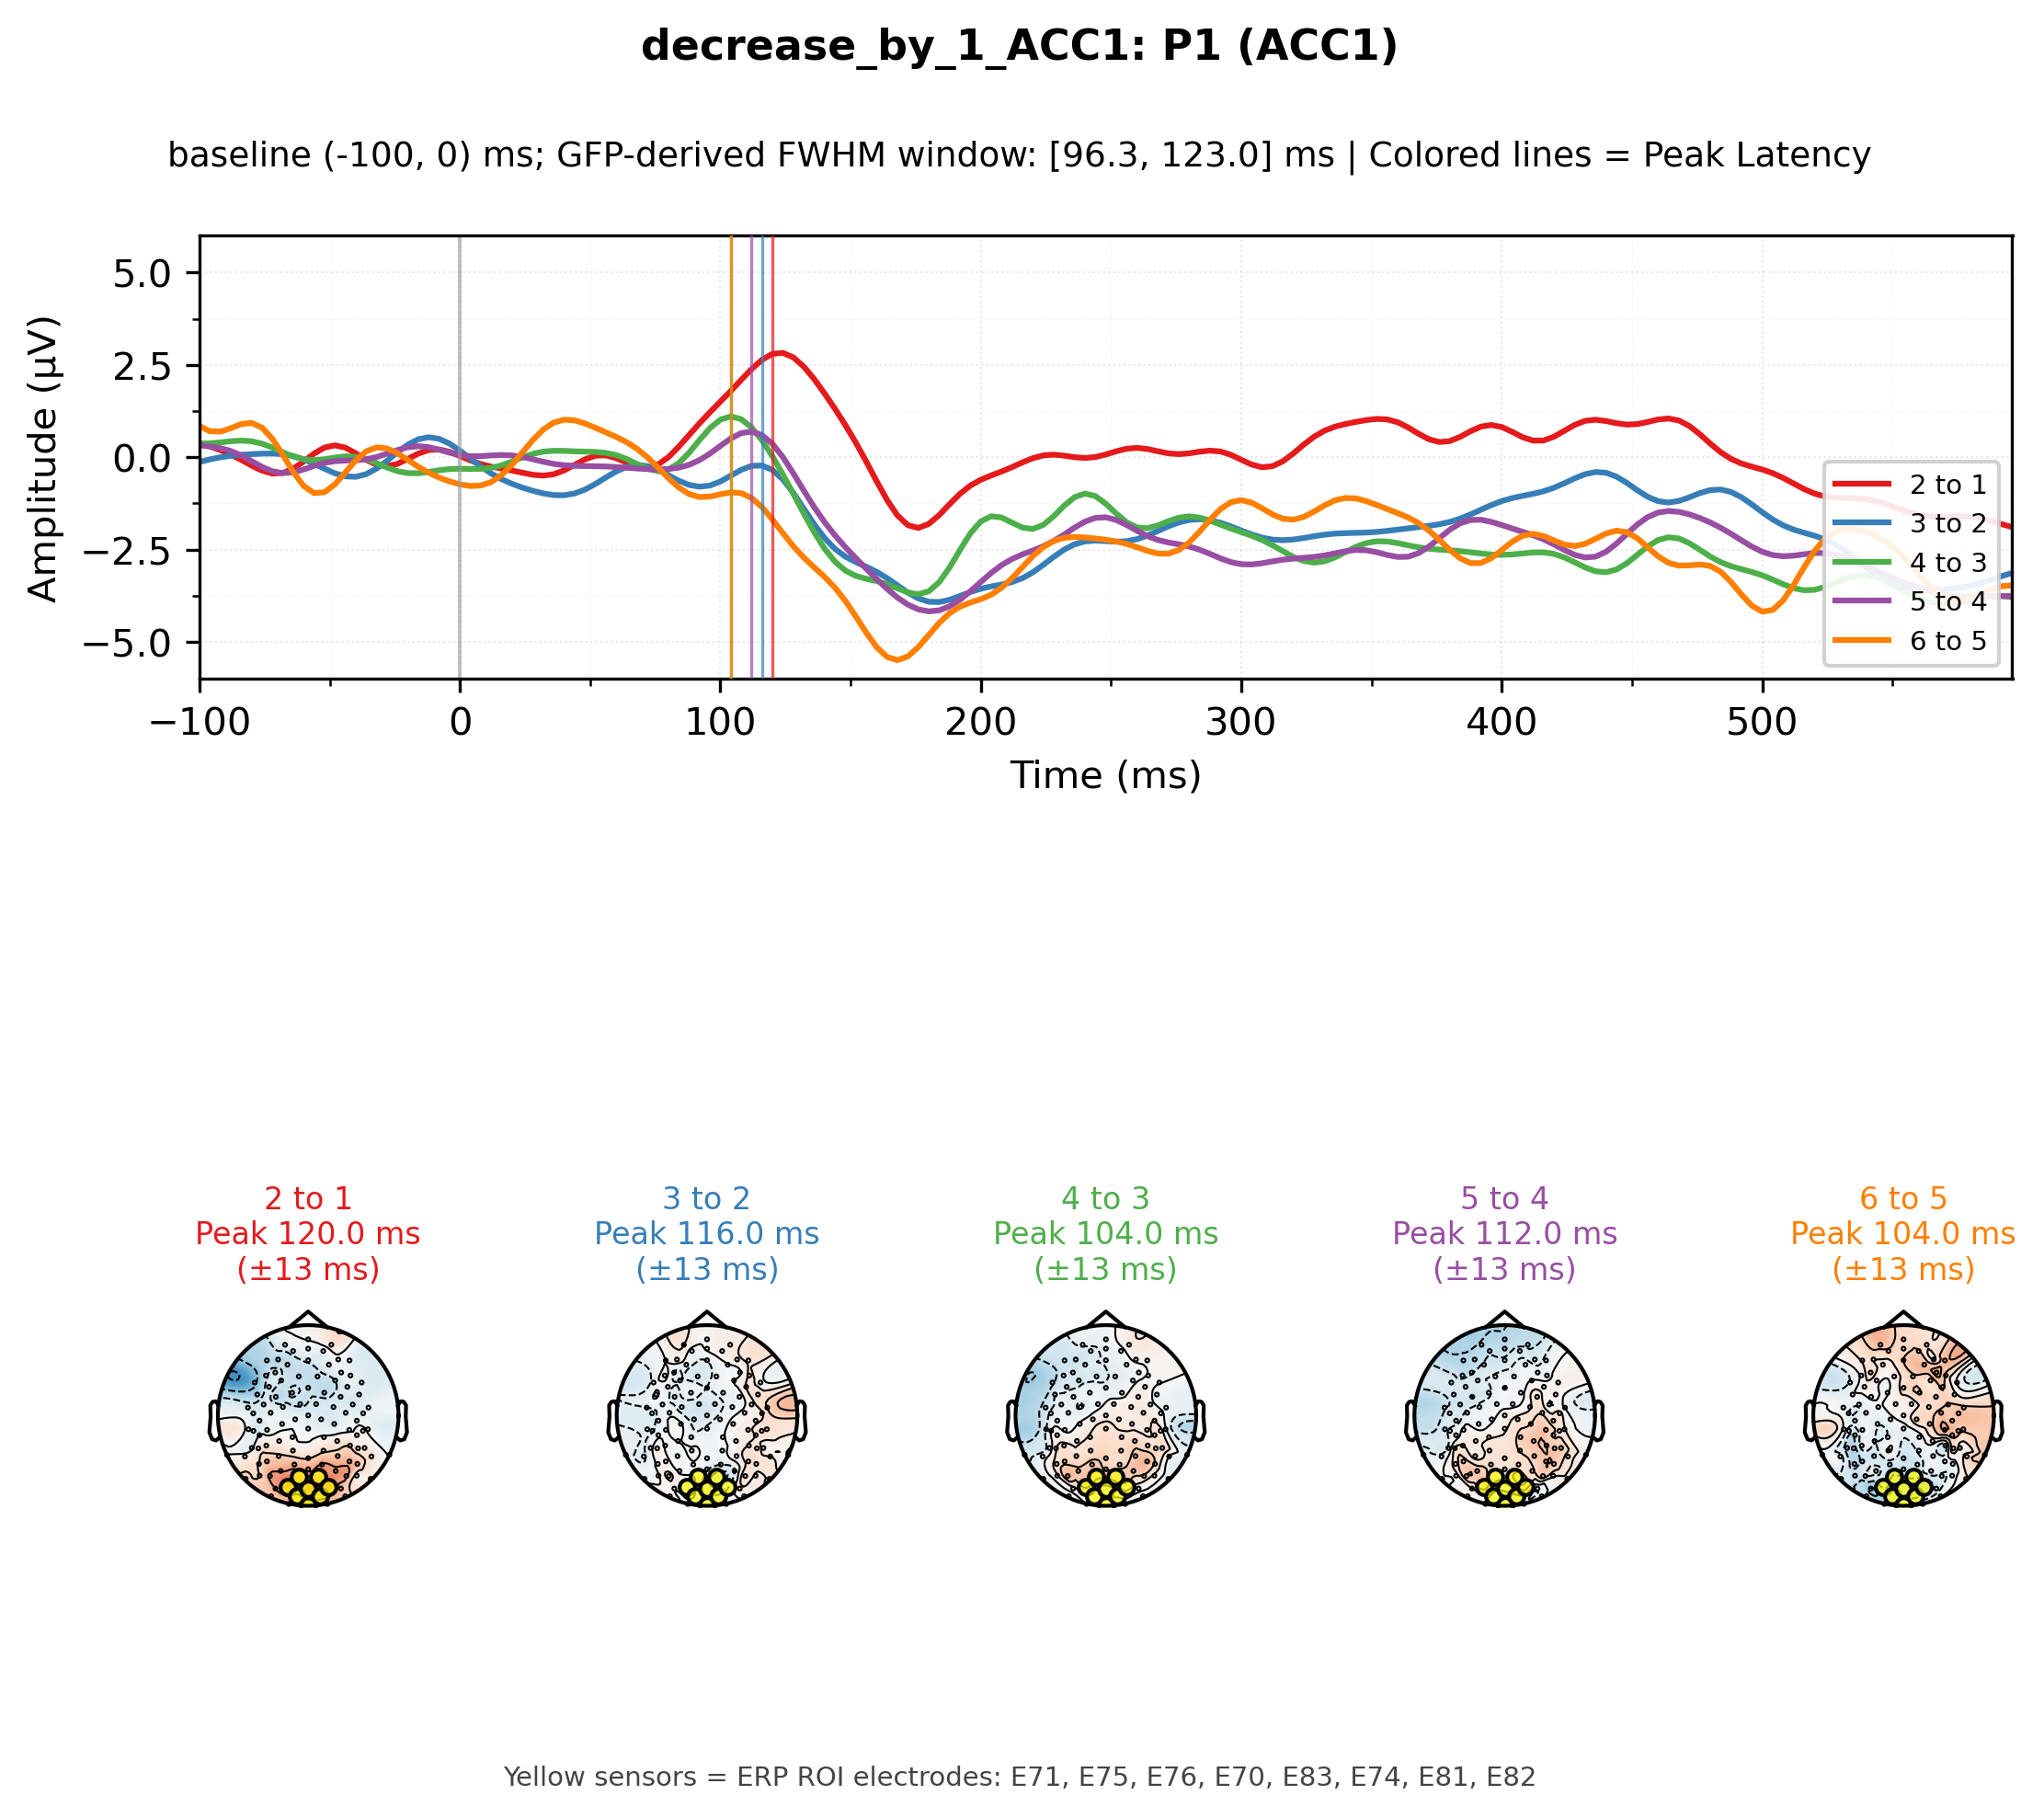 decrease_by_1_ACC1: P1 (ACC1)
baseline (-100, 0) ms; GFP-derived FWHM window: [96.3, 123.0] ms | Colored lines = Peak Latency
Amplitude (µV)
5.0
2.5
0.0
−2.5
−5.0
2 to 1
3 to 2
4 to 3
5 to 4
6 to 5
−100
0
100
200
300
400
500
Time (ms)
2 to 1
Peak 120.0 ms
(±13 ms)
3 to 2
Peak 116.0 ms
(±13 ms)
4 to 3
Peak 104.0 ms
(±13 ms)
5 to 4
Peak 112.0 ms
(±13 ms)
6 to 5
Peak 104.0 ms
(±13 ms)
Yellow sensors = ERP ROI electrodes: E71, E75, E76, E70, E83, E74, E81, E82